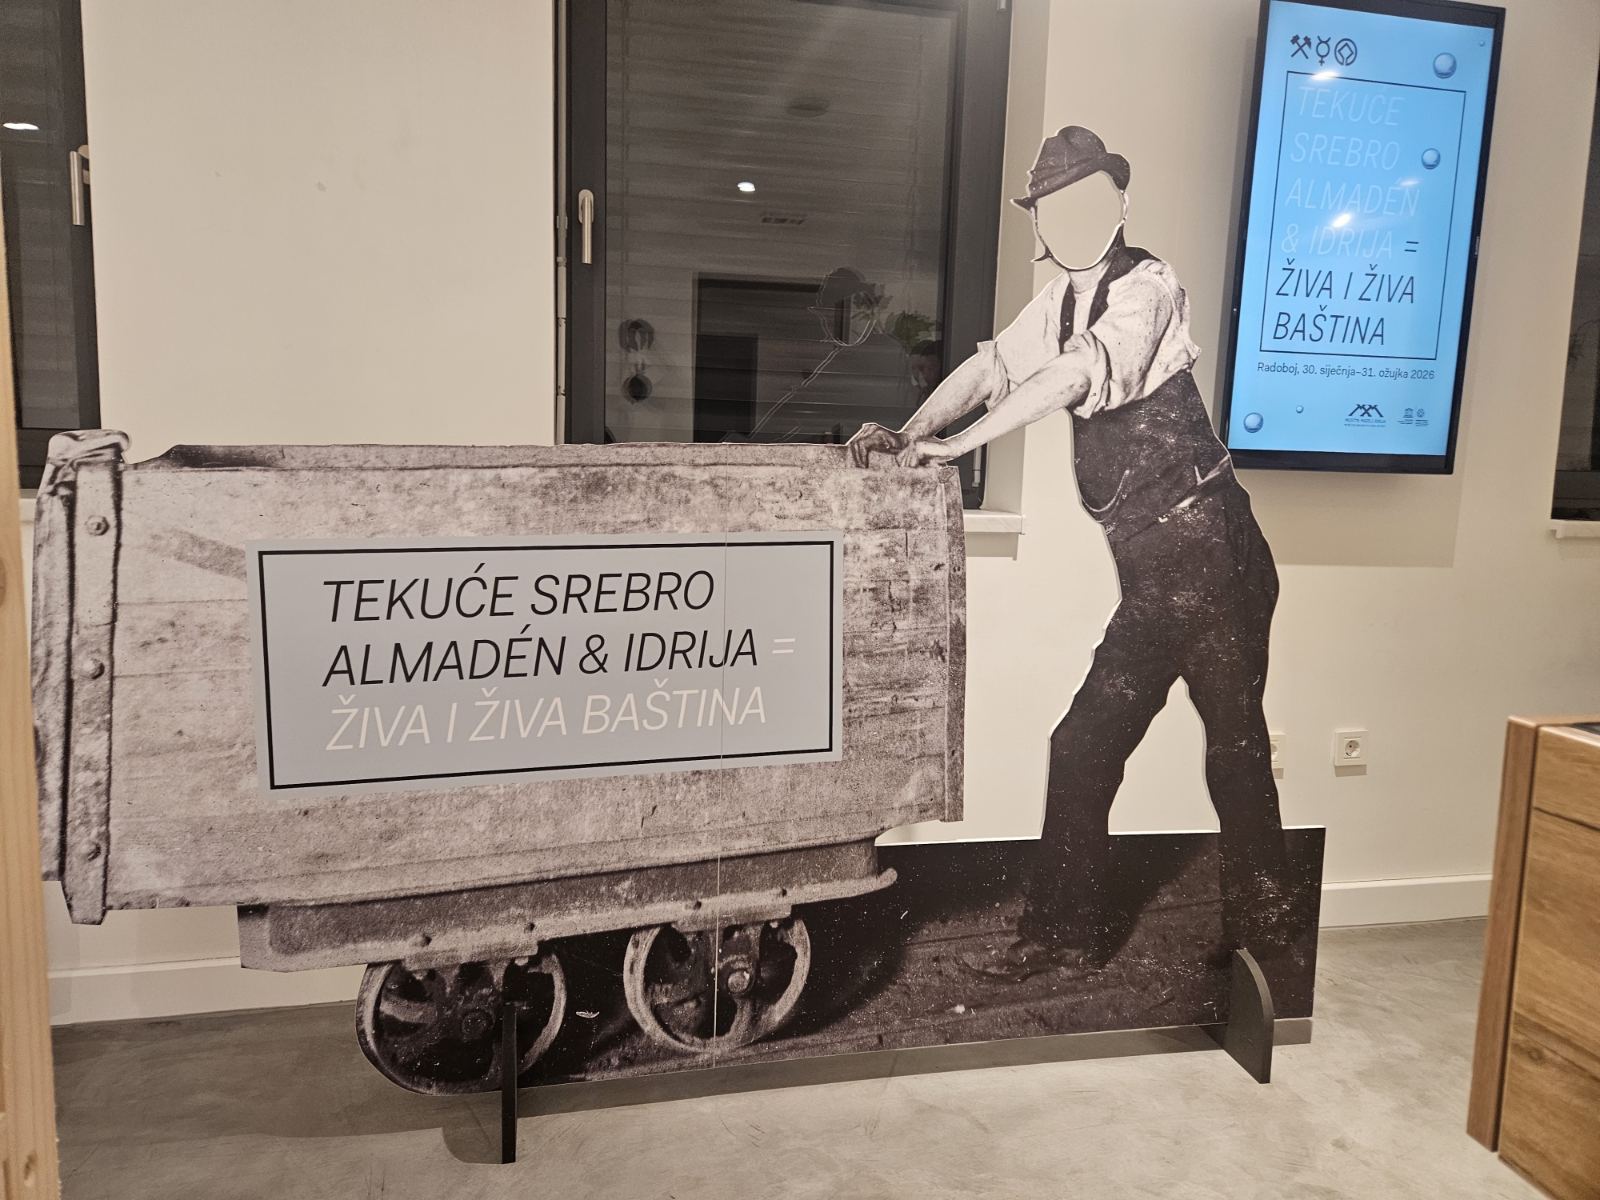 TEKUĆE SREBRO
ALMADÉN & IDRIJA =
ŽIVA I ŽIVA BAŠTINA
TEKUĆE
SREBRO
ALMADÉN
& IDRIJA =
ŽIVA I ŽIVA
BAŠTINA
Radoboj, 30. siječnja–31. ožujka 2026